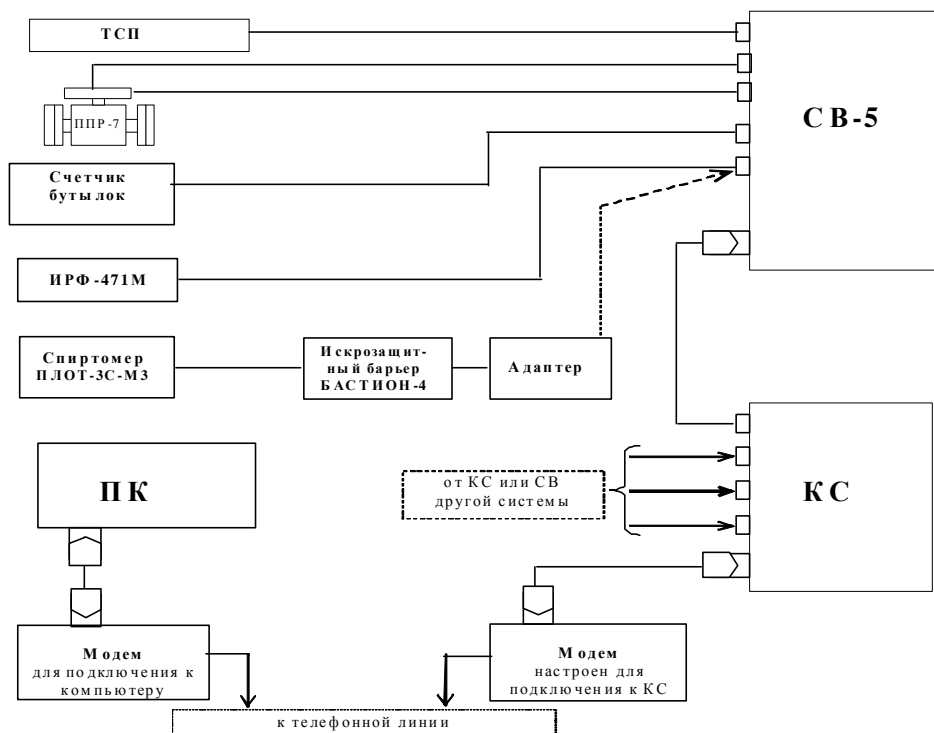 ТСП
ППР-7
СВ-5
Счетчик
бутылок
ИРФ-471М
Спиртомер
ПЛОТ-3С-М3
Искрозащит-
ный барьер
БАСТИОН-4
Адаптер
ПК
от КС или СВ
другой системы
КС
Модем
для подключения к
компьютеру
Модем
настроен для
подключения к КС
к телефонной линии